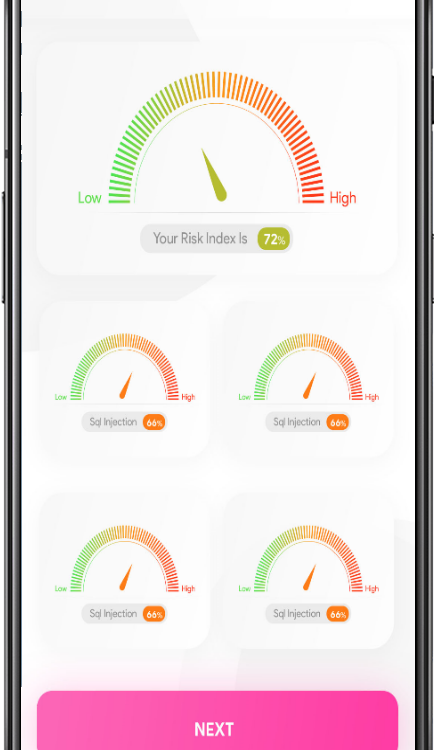 Low High
Your Risk Index Is 72%
Low High Low High
Sql Injection 66% Sql Injection 66%
Low High Low High
Sql Injection 66% Sql Injection 66%
NEXT